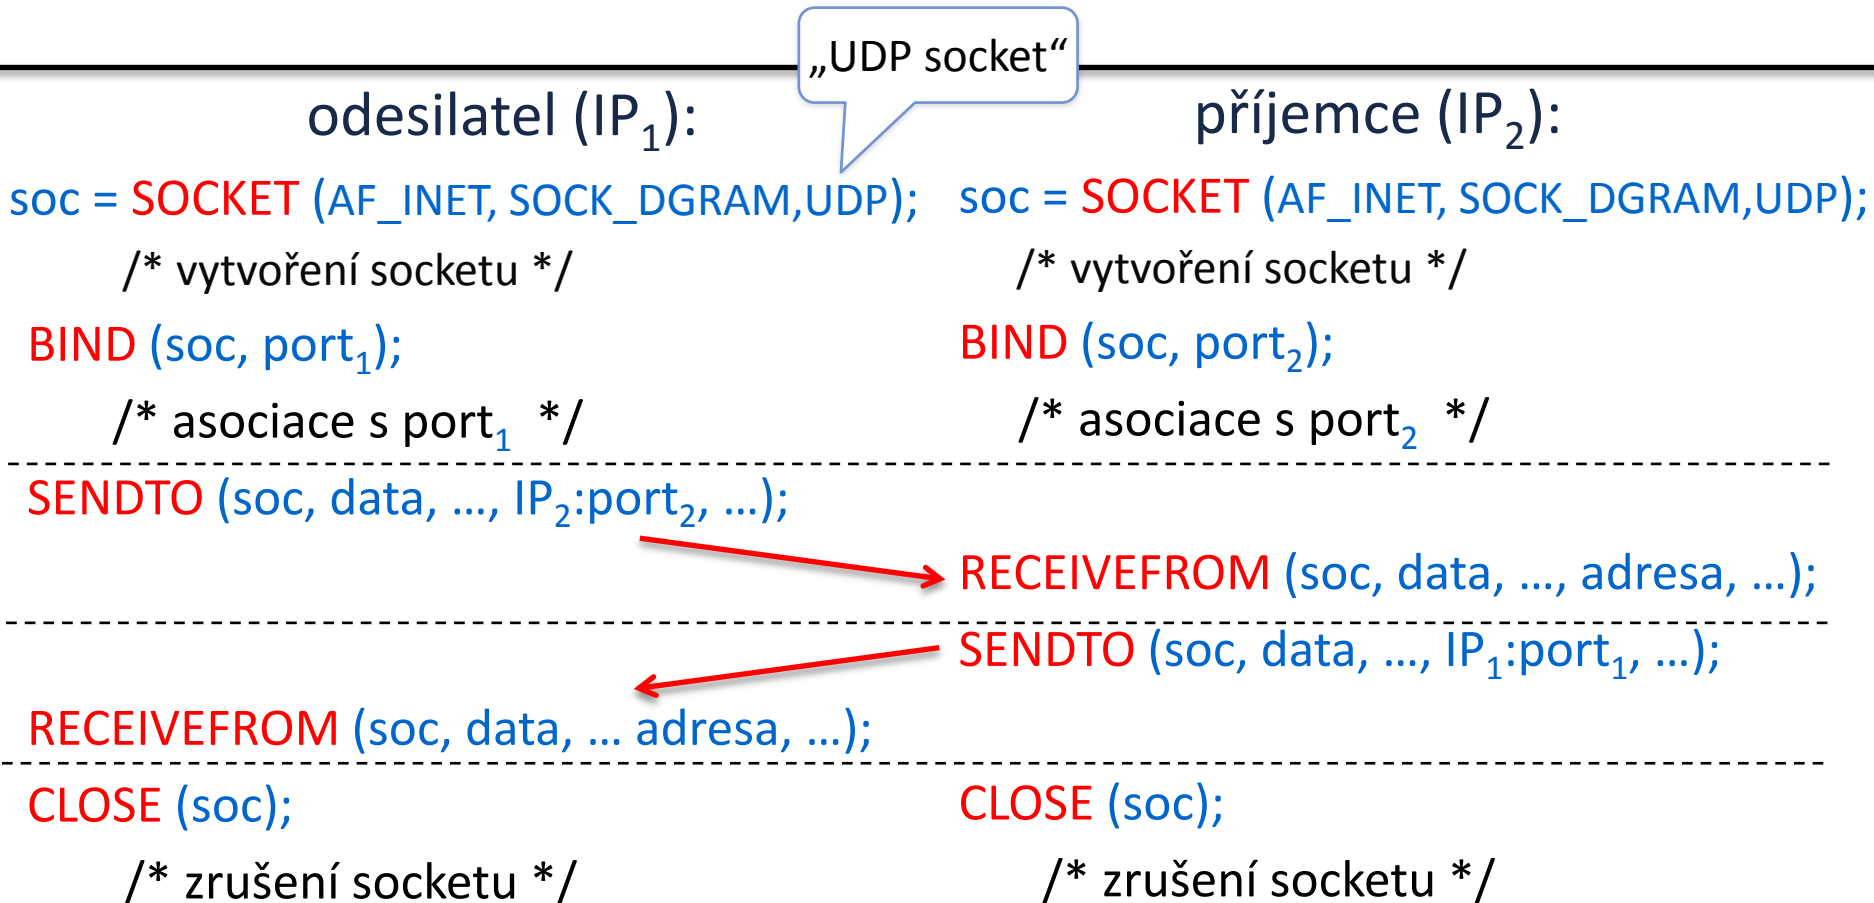 „UDP socket“
odesilatel (IP₁):
příjemce (IP₂):
soc = SOCKET (AF_INET, SOCK_DGRAM,UDP);
soc = SOCKET (AF_INET, SOCK_DGRAM,UDP);
/* vytvoření socketu */
/* vytvoření socketu */
BIND (soc, port₁);
BIND (soc, port₂);
/* asociace s port₁ */
/* asociace s port₂ */
SENDTO (soc, data, …, IP₂:port₂, …);
RECEIVEFROM (soc, data, …, adresa, …);
SENDTO (soc, data, …, IP₁:port₁, …);
RECEIVEFROM (soc, data, … adresa, …);
CLOSE (soc);
CLOSE (soc);
/* zrušení socketu */
/* zrušení socketu */